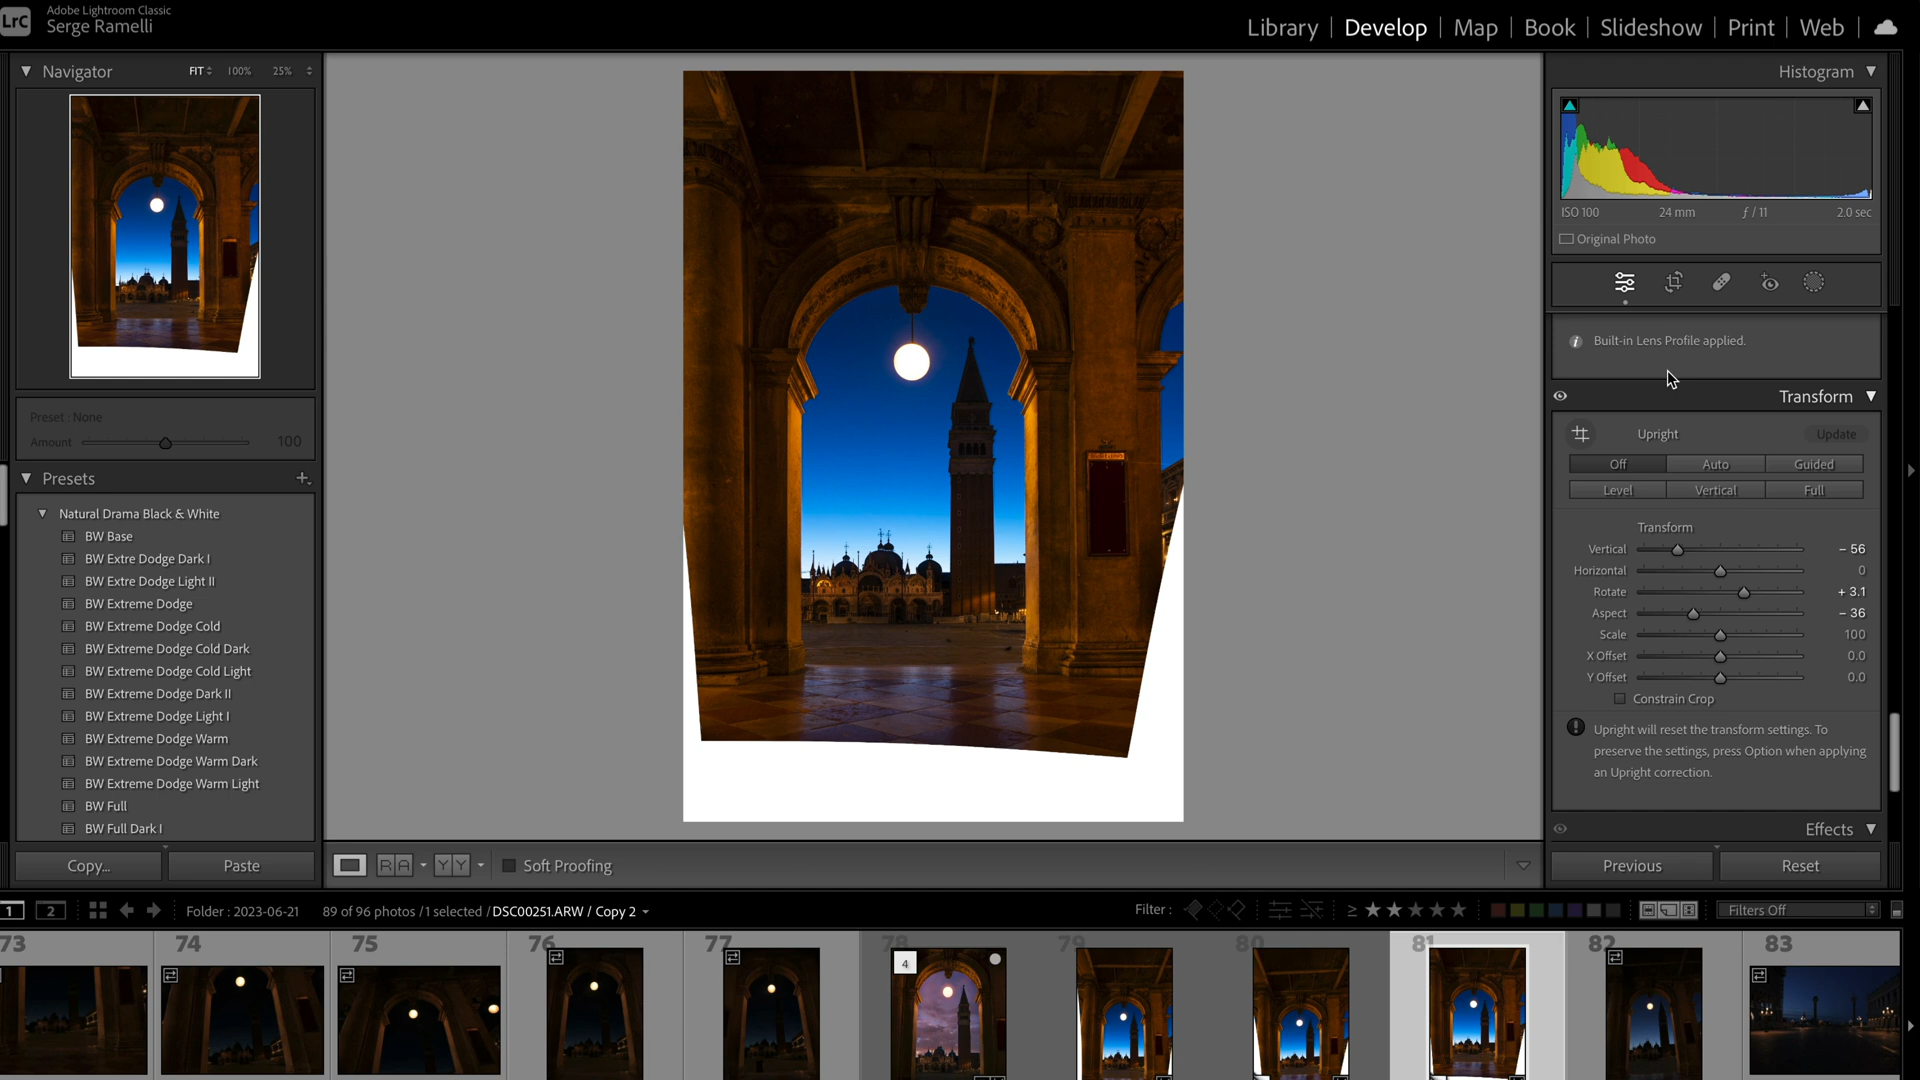 Adobe Lightroom Classic
LrC
Serge Ramelli
Library | Develop | Map | Book | Slideshow | Print | Web
Navigator
FIT 100% 25%
Preset : None
Amount 100
Presets
Natural Drama Black & White
BW Base
BW Extre Dodge Dark I
BW Extre Dodge Light II
BW Extreme Dodge
BW Extreme Dodge Cold
BW Extreme Dodge Cold Dark
BW Extreme Dodge Cold Light
BW Extreme Dodge Dark II
BW Extreme Dodge Light I
BW Extreme Dodge Warm
BW Extreme Dodge Warm Dark
BW Extreme Dodge Warm Light
BW Full
BW Full Dark I
Copy... Paste
R A Y Y Soft Proofing
Histogram
ISO 100 24 mm ƒ / 11 2.0 sec
Original Photo
Built-in Lens Profile applied.
Transform
Upright Update
Off Auto Guided
Level Vertical Full
Transform
Vertical – 56
Horizontal 0
Rotate + 3.1
Aspect – 36
Scale 100
X Offset 0.0
Y Offset 0.0
Constrain Crop
Upright will reset the transform settings. To
preserve the settings, press Option when applying
an Upright correction.
Effects
Previous Reset
1 2 Folder : 2023-06-21 89 of 96 photos / 1 selected / DSC00251.ARW / Copy 2 Filter : ≥ ★★★★★ Filters Off
73 74 75 76 77 78 79 80 81 82 83
4